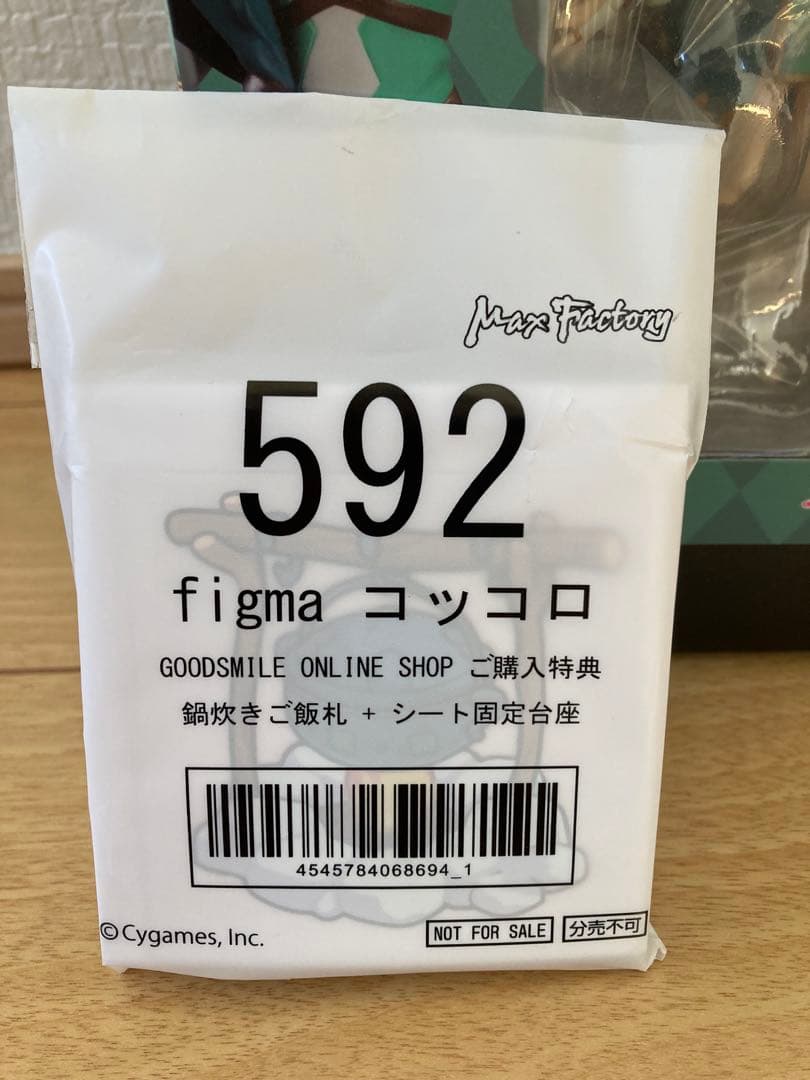 Max Factory
592
figma コッコロ
GOODSMILE ONLINE SHOP ご購入特典
鍋炊きご飯札 + シート固定台座
4545784068694_1
©Cygames, Inc.
NOT FOR SALE
分売不可